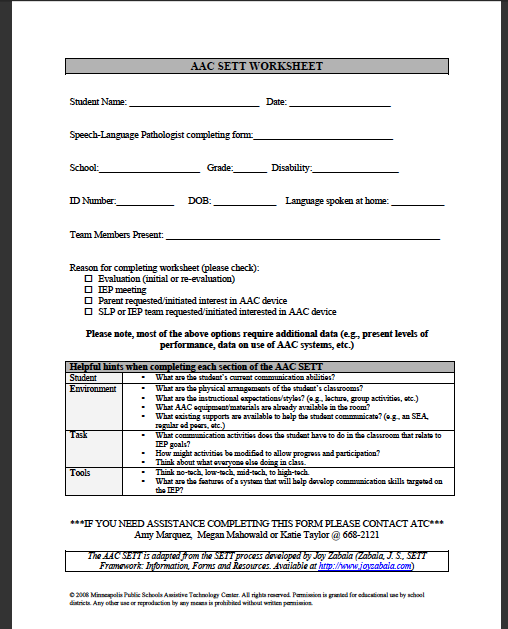 AAC SETT WORKSHEET
Student Name: ___________________________ Date: _____________________
Speech-Language Pathologist completing form:_____________________________
School:_____________________ Grade:_______ Disability:__________________
ID Number:____________ DOB: _____________ Language spoken at home: ___________
Team Members Present: _________________________________________________________
Reason for completing worksheet (please check):
☐ Evaluation (initial or re-evaluation)
☐ IEP meeting
☐ Parent requested/initiated interest in AAC device
☐ SLP or IEP team requested/initiated interested in AAC device
Please note, most of the above options require additional data (e.g., present levels of
performance, data on use of AAC systems, etc.)
Helpful hints when completing each section of the AAC SETT
Student
• What are the student's current communication abilities?
Environment
• What are the physical arrangements of the student's classrooms?
• What are the instructional expectations/styles? (e.g., lecture, group activities, etc.)
• What AAC equipment/materials are already available in the room?
• What existing supports are available to help the student communicate? (e.g., an SEA,
regular ed peers, etc.)
Task
• What communication activities does the student have to do in the classroom that relate to
IEP goals?
• How might activities be modified to allow progress and participation?
• Think about what everyone else doing in class.
Tools
• Think no-tech, low-tech, mid-tech, to high-tech.
• What are the features of a system that will help develop communication skills targeted on
the IEP?
***IF YOU NEED ASSISTANCE COMPLETING THIS FORM PLEASE CONTACT ATC***
Amy Marquez, Megan Mahowald or Katie Taylor @ 668-2121
The AAC SETT is adapted from the SETT process developed by Joy Zabala (Zabala, J. S., SETT
Framework: Information, Forms and Resources. Available at http://www.joyzabala.com)
© 2008 Minneapolis Public Schools Assistive Technology Center. All rights reserved. Permission is granted for educational use by school
districts. Any other use or reproduction by any means is prohibited without written permission.